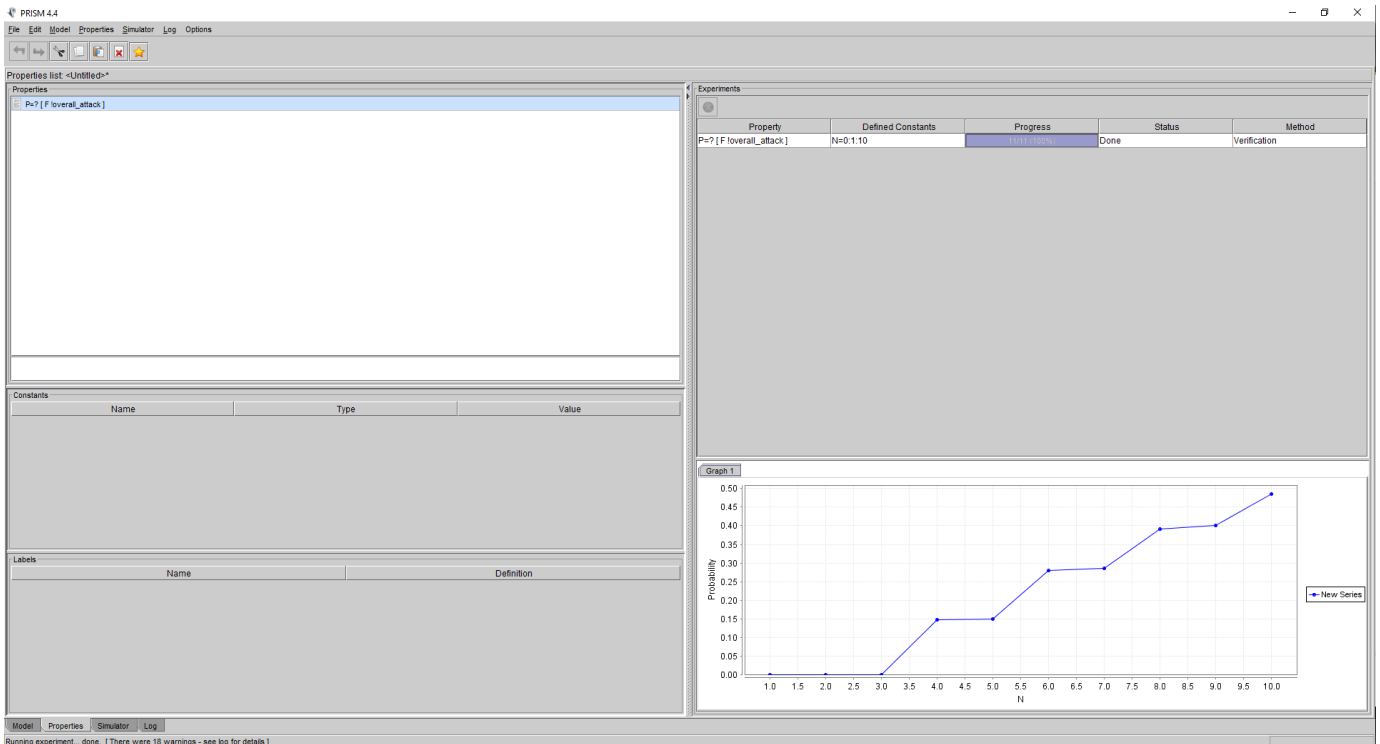 PRISM 4.4
File Edit Model Properties Simulator Log Options
Properties list: <Untitled>*
Properties
P=? [ F !overall_attack ]
Constants
Name Type Value
Labels
Name Definition
Experiments
Property Defined Constants Progress Status Method
P=? [ F !overall_attack ] N=0:1:10 11/11 (100%) Done Verification
Graph 1
0.50
0.45
0.40
0.35
0.30
0.25
0.20
0.15
0.10
0.05
0.00
Probability
1.0 1.5 2.0 2.5 3.0 3.5 4.0 4.5 5.0 5.5 6.0 6.5 7.0 7.5 8.0 8.5 9.0 9.5 10.0
N
New Series
Model Properties Simulator Log
Running experiment... done. [ There were 18 warnings - see log for details ]